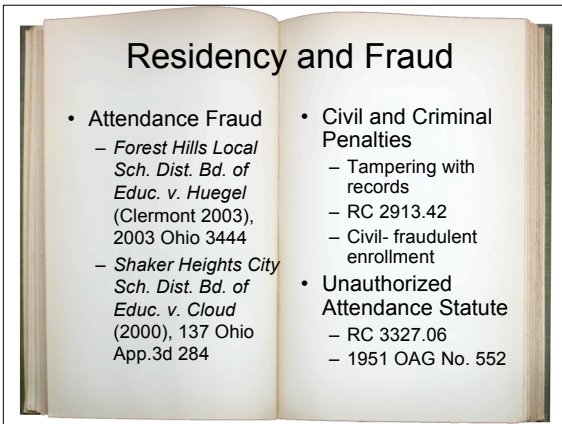 Residency and Fraud
• Attendance Fraud
– Forest Hills Local
Sch. Dist. Bd. of
Educ. v. Huegel
(Clermont 2003),
2003 Ohio 3444
– Shaker Heights City
Sch. Dist. Bd. of
Educ. v. Cloud
(2000), 137 Ohio
App.3d 284
• Civil and Criminal
Penalties
– Tampering with
records
– RC 2913.42
– Civil- fraudulent
enrollment
• Unauthorized
Attendance Statute
– RC 3327.06
– 1951 OAG No. 552